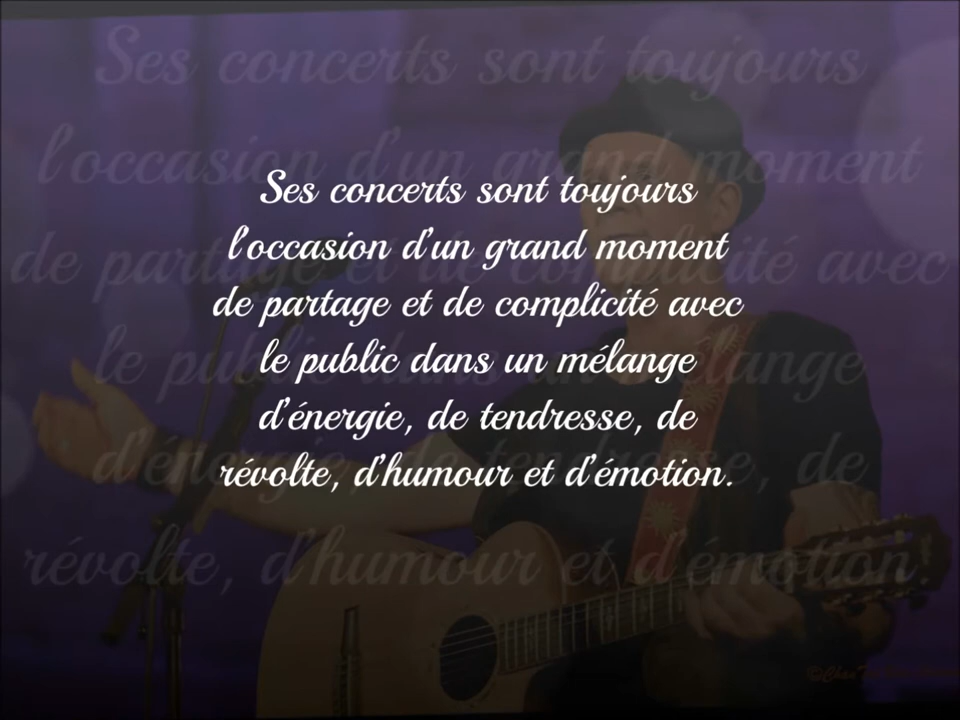 Ses concerts sont toujours
l'occasion d'un grand moment
de partage et de complicité avec
le public dans un mélange
d'énergie, de tendresse, de
révolte, d'humour et d'émotion.